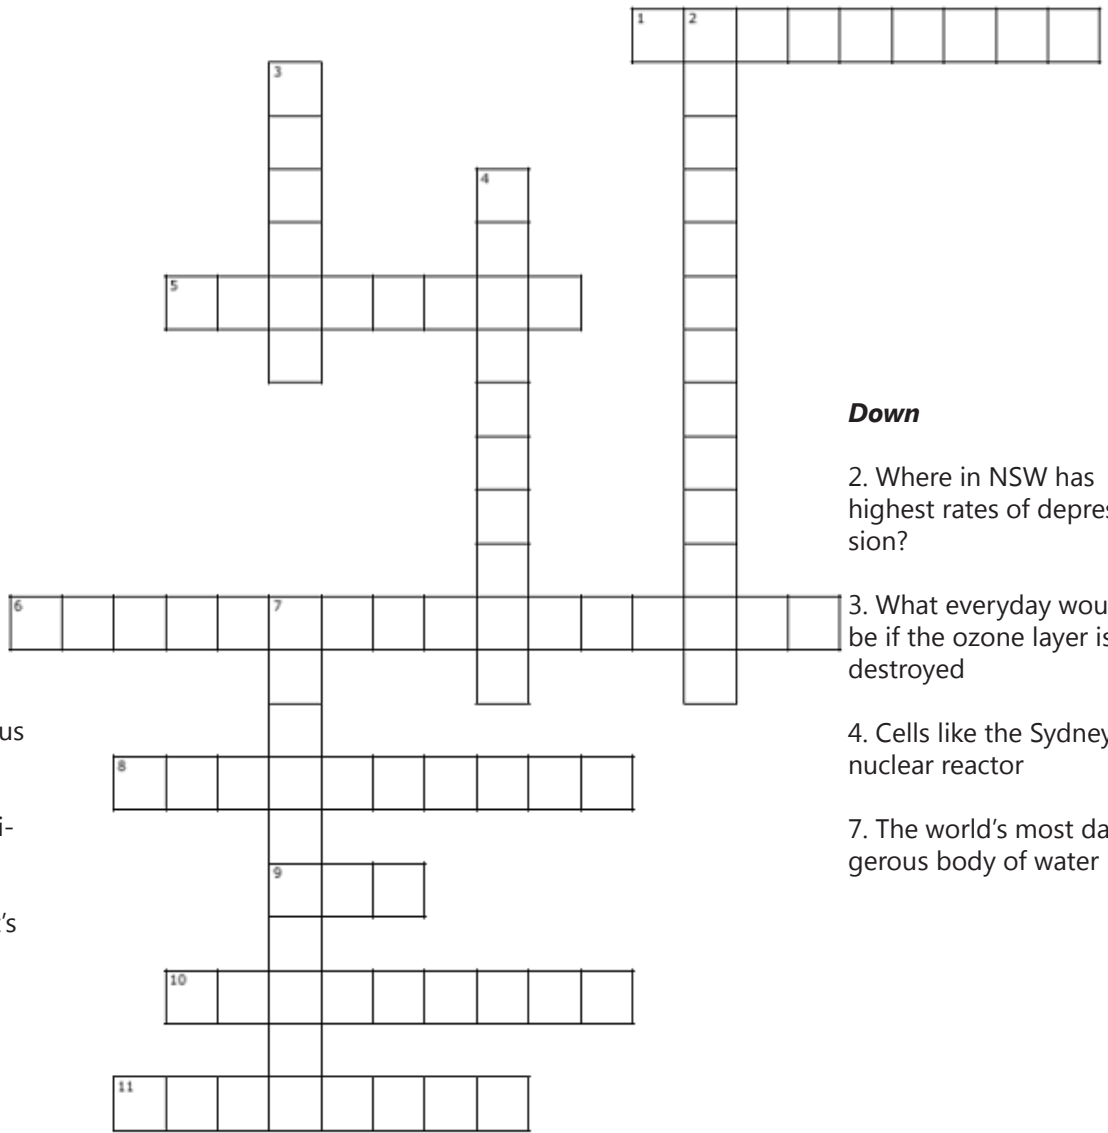 1
2
3
4
5
6
7
8
9
10
11
us
i-
's
Down
2. Where in NSW has
highest rates of depres
sion?
3. What everyday wou
be if the ozone layer is
destroyed
4. Cells like the Sydney
nuclear reactor
7. The world's most da
gerous body of water